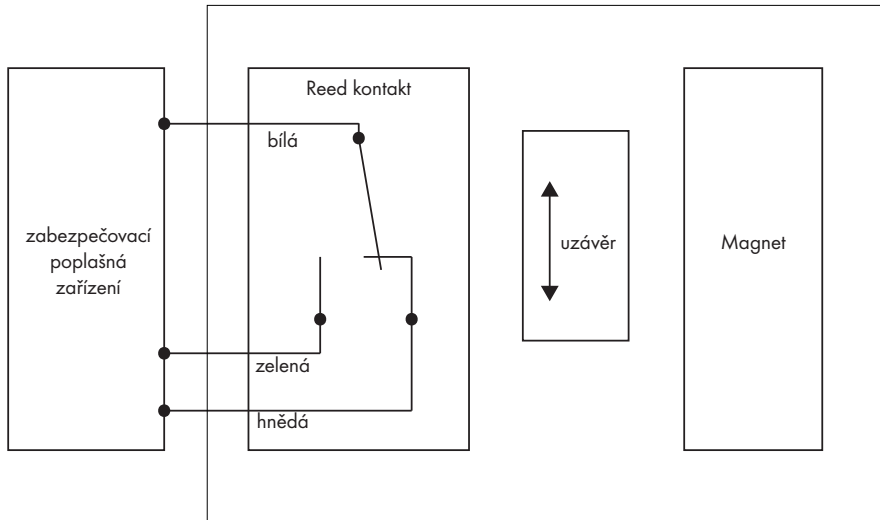 Reed kontakt
bílá
zabezpečovací
poplašná
zařízení
uzávěr
Magnet
zelená
hnědá